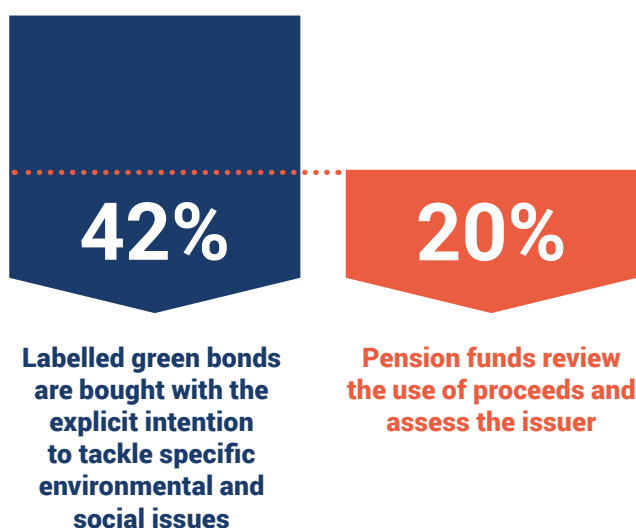 42%
Labelled green bonds
are bought with the
explicit intention
to tackle specific
environmental and
social issues
20%
Pension funds review
the use of proceeds and
assess the issuer